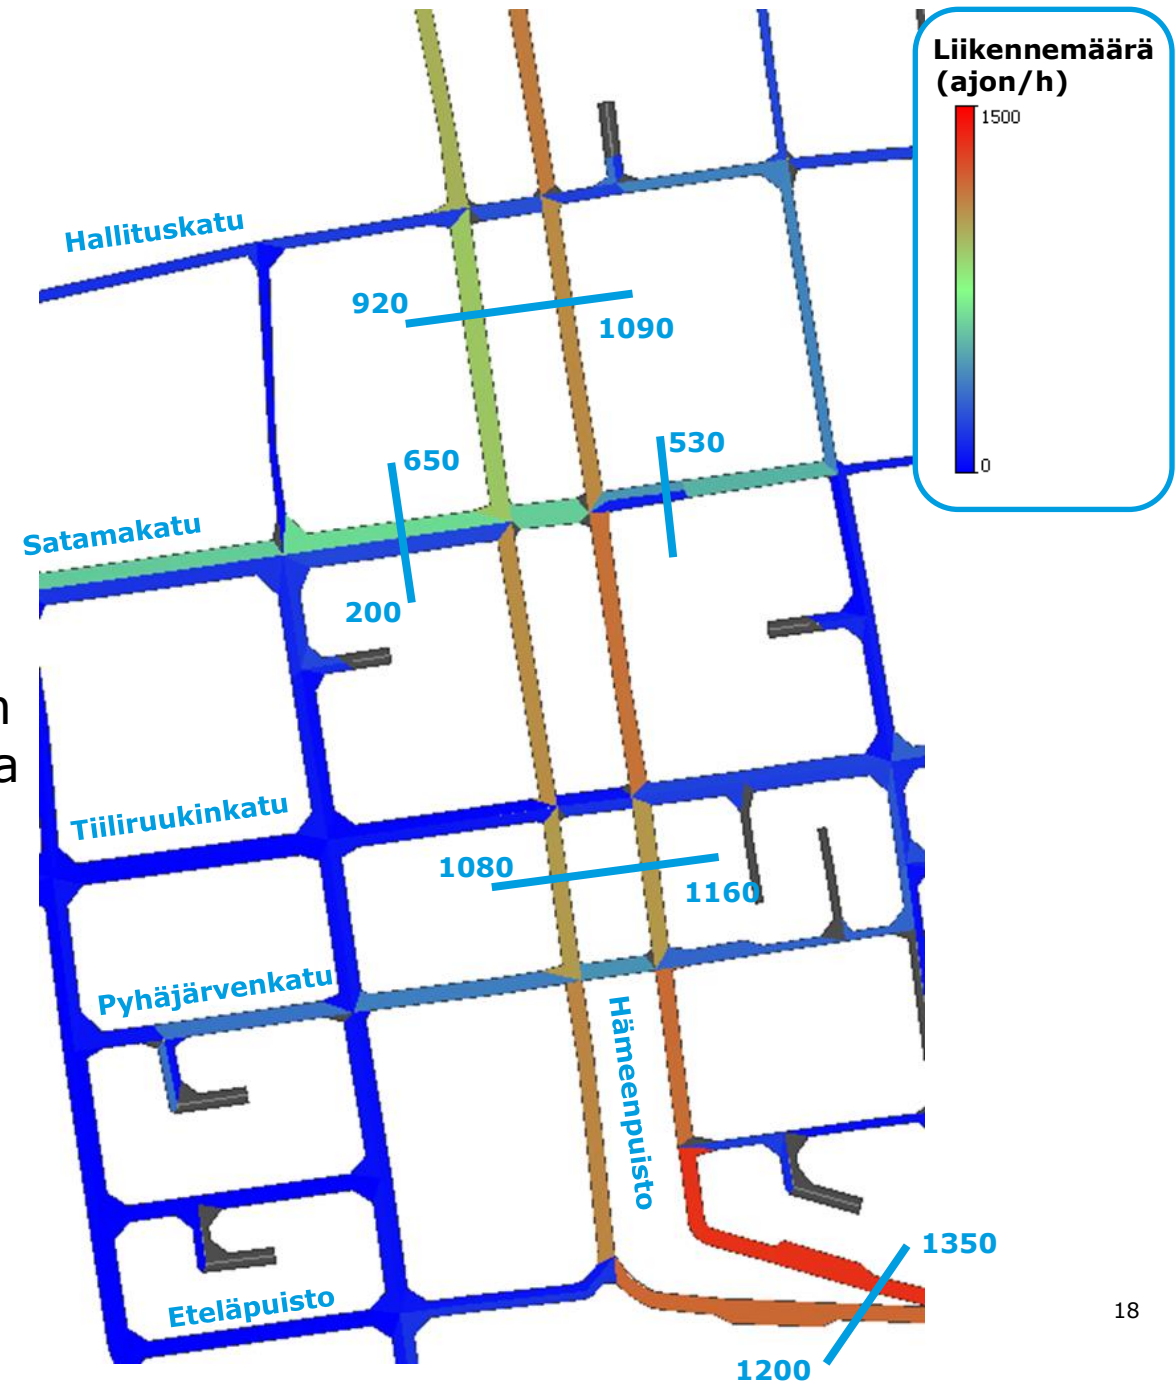 Liikennemäärä
(ajon/h)
1500
0
Hallituskatu
920
1090
650
530
Satamakatu
200
n
a
Tiiliruukinkatu
1080
1160
Pyhäjärvenkatu
Hämeenpuisto
Eteläpuisto
1350
1200
18